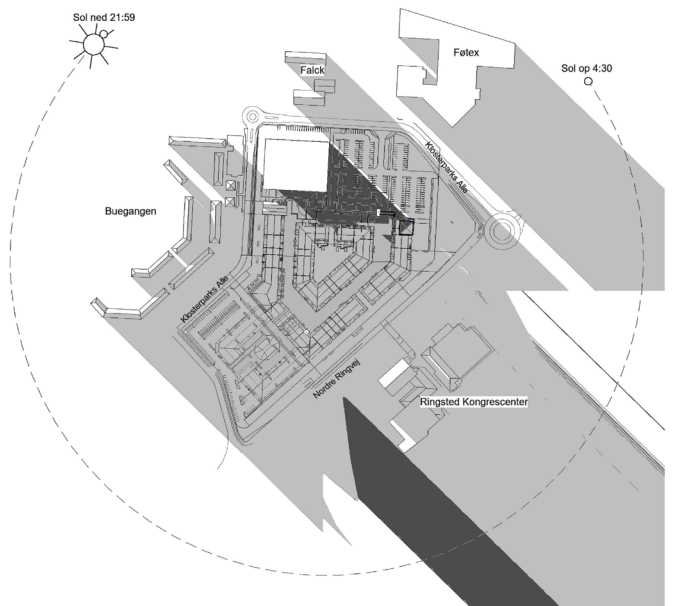 Sol ned 21:59
Føtex
Falck
Sol op 4:30
Klosterparks Alle
Buegangen
Klosterparks Alle
Nordre Ringvej
Ringsted Kongrescenter